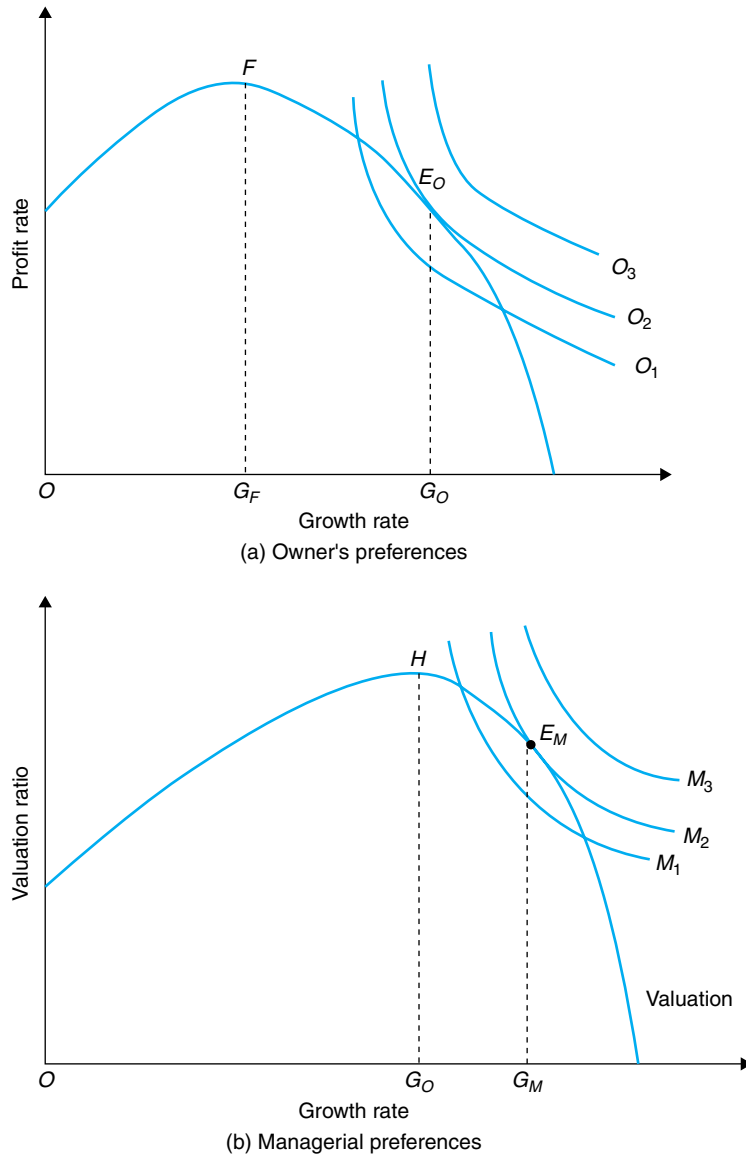 F
E_O
Profit rate
O_3
O_2
O_1
O
G_F
G_O
Growth rate
(a) Owner's preferences
H
E_M
Valuation ratio
M_3
M_2
M_1
Valuation
O
G_O
G_M
Growth rate
(b) Managerial preferences